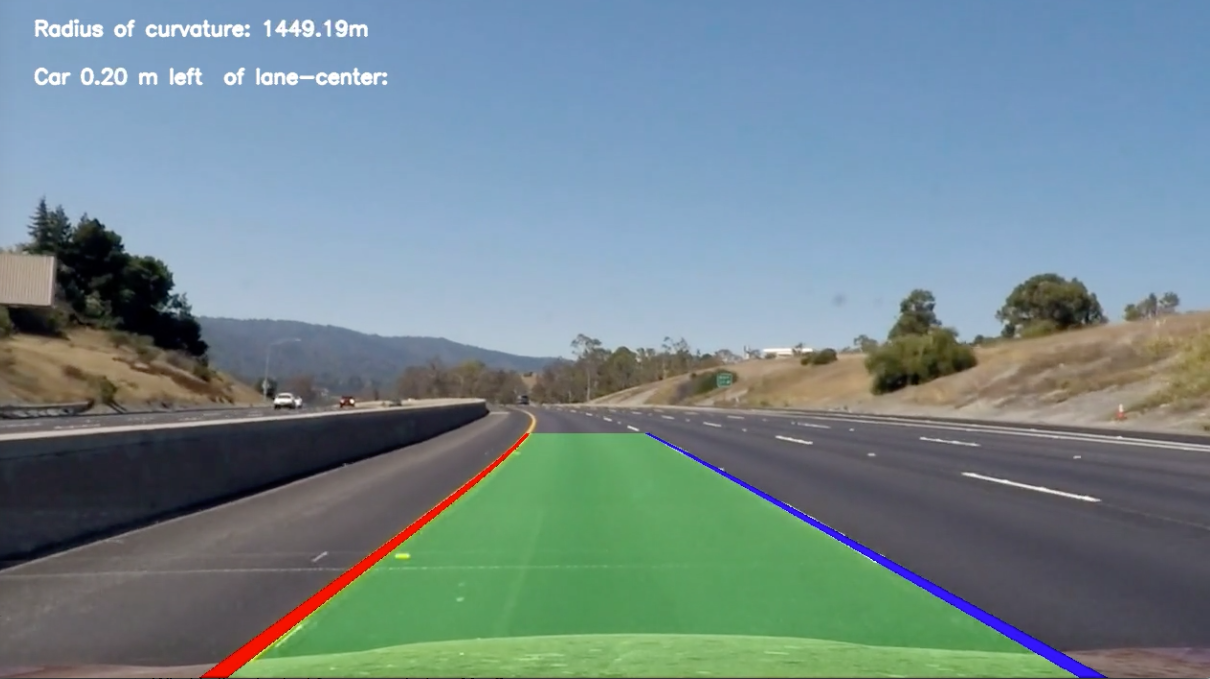 Radius of curvature: 1449.19m
Car 0.20 m left  of lane-center: